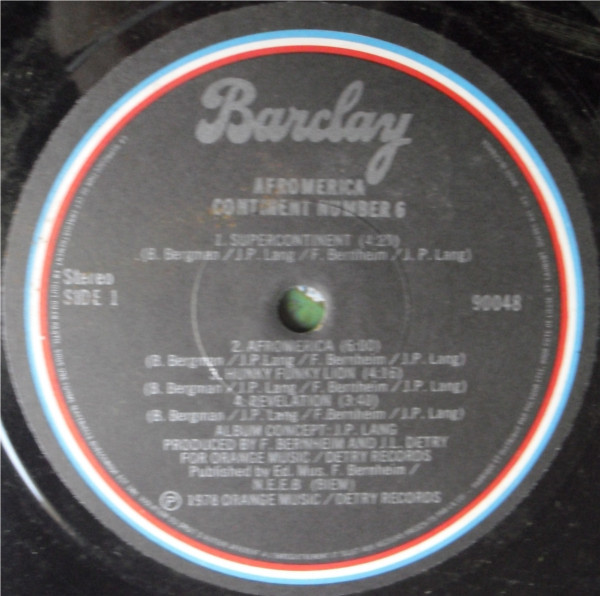 Barclay
AFROMERICA
CONTINENT NUMBER 6
1. SUPERCONTINENT (4:27)
(B. Bergman / J.P. Lang / F. Bernheim / J. P. Lang)
Stereo
SIDE 1
90048
2. AFROMERICA (6:00)
(B. Bergman / J.P. Lang / F. Bernheim / J.P. Lang)
3. HUNKY FUNKY LION (4:16)
(B. Bergman / J.P. Lang / F. Bernheim / J.P. Lang)
4. REVELATION (3:40)
(B. Bergman / J.P. Lang / F. Bernheim / J.P. Lang)
ALBUM CONCEPT: J.P. LANG
PRODUCED BY F. BERNHEIM AND J.L. DETRY
FOR ORANGE MUSIC / DETRY RECORDS
Published by Ed. Mus. F. Bernheim /
N.E.E.B (BIEM)
Ⓟ 1978 ORANGE MUSIC / DETRY RECORDS